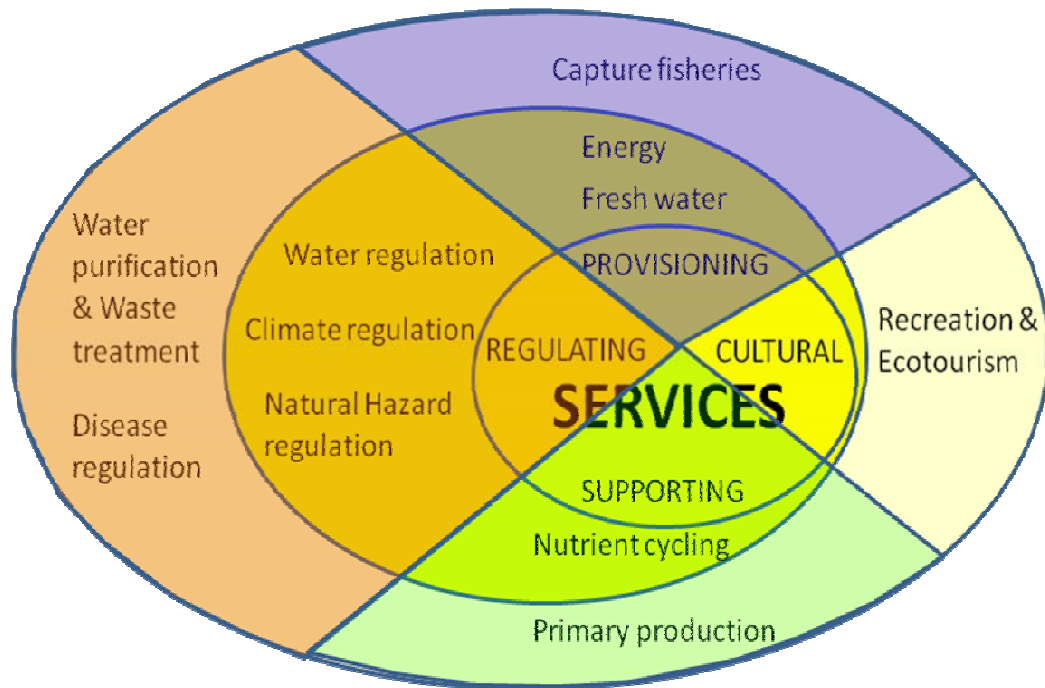 Capture fisheries
Energy
Fresh water
PROVISIONING
Water
purification
& Waste
treatment
Disease
regulation
Water regulation
Climate regulation
Natural Hazard
regulation
REGULATING
CULTURAL
SERVICES
Recreation &
Ecotourism
SUPPORTING
Nutrient cycling
Primary production